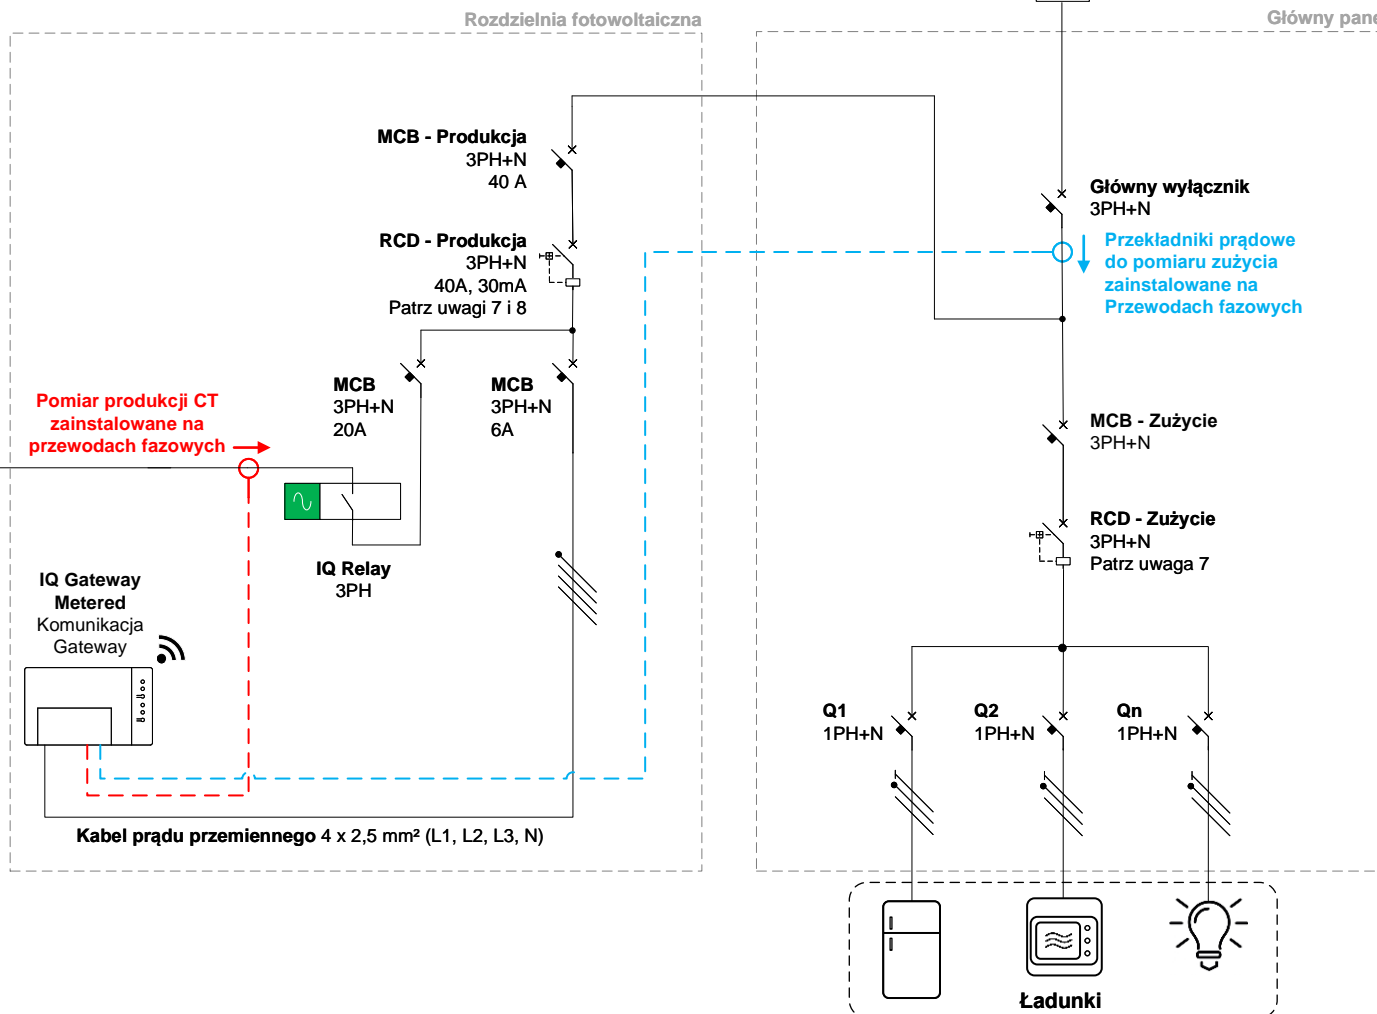 Rozdzielnia fotowoltaiczna
MCB - Produkcja
3PH+N
40 A
RCD - Produkcja
3PH+N
40A, 30mA
Patrz uwagi 7 i 8
MCB
3PH+N
20A
MCB
3PH+N
6A
Pomiar produkcji CT
zainstalowane na
przewodach fazowych
IQ Relay
3PH
IQ Gateway
Metered
Komunikacja
Gateway
Kabel prądu przemiennego 4 x 2,5 mm² (L1, L2, L3, N)
Główny pane
Główny wyłącznik
3PH+N
Przekładniki prądowe
do pomiaru zużycia
zainstalowane na
Przewodach fazowych
MCB - Zużycie
3PH+N
RCD - Zużycie
3PH+N
Patrz uwaga 7
Q1
1PH+N
Q2
1PH+N
Qn
1PH+N
Ładunki